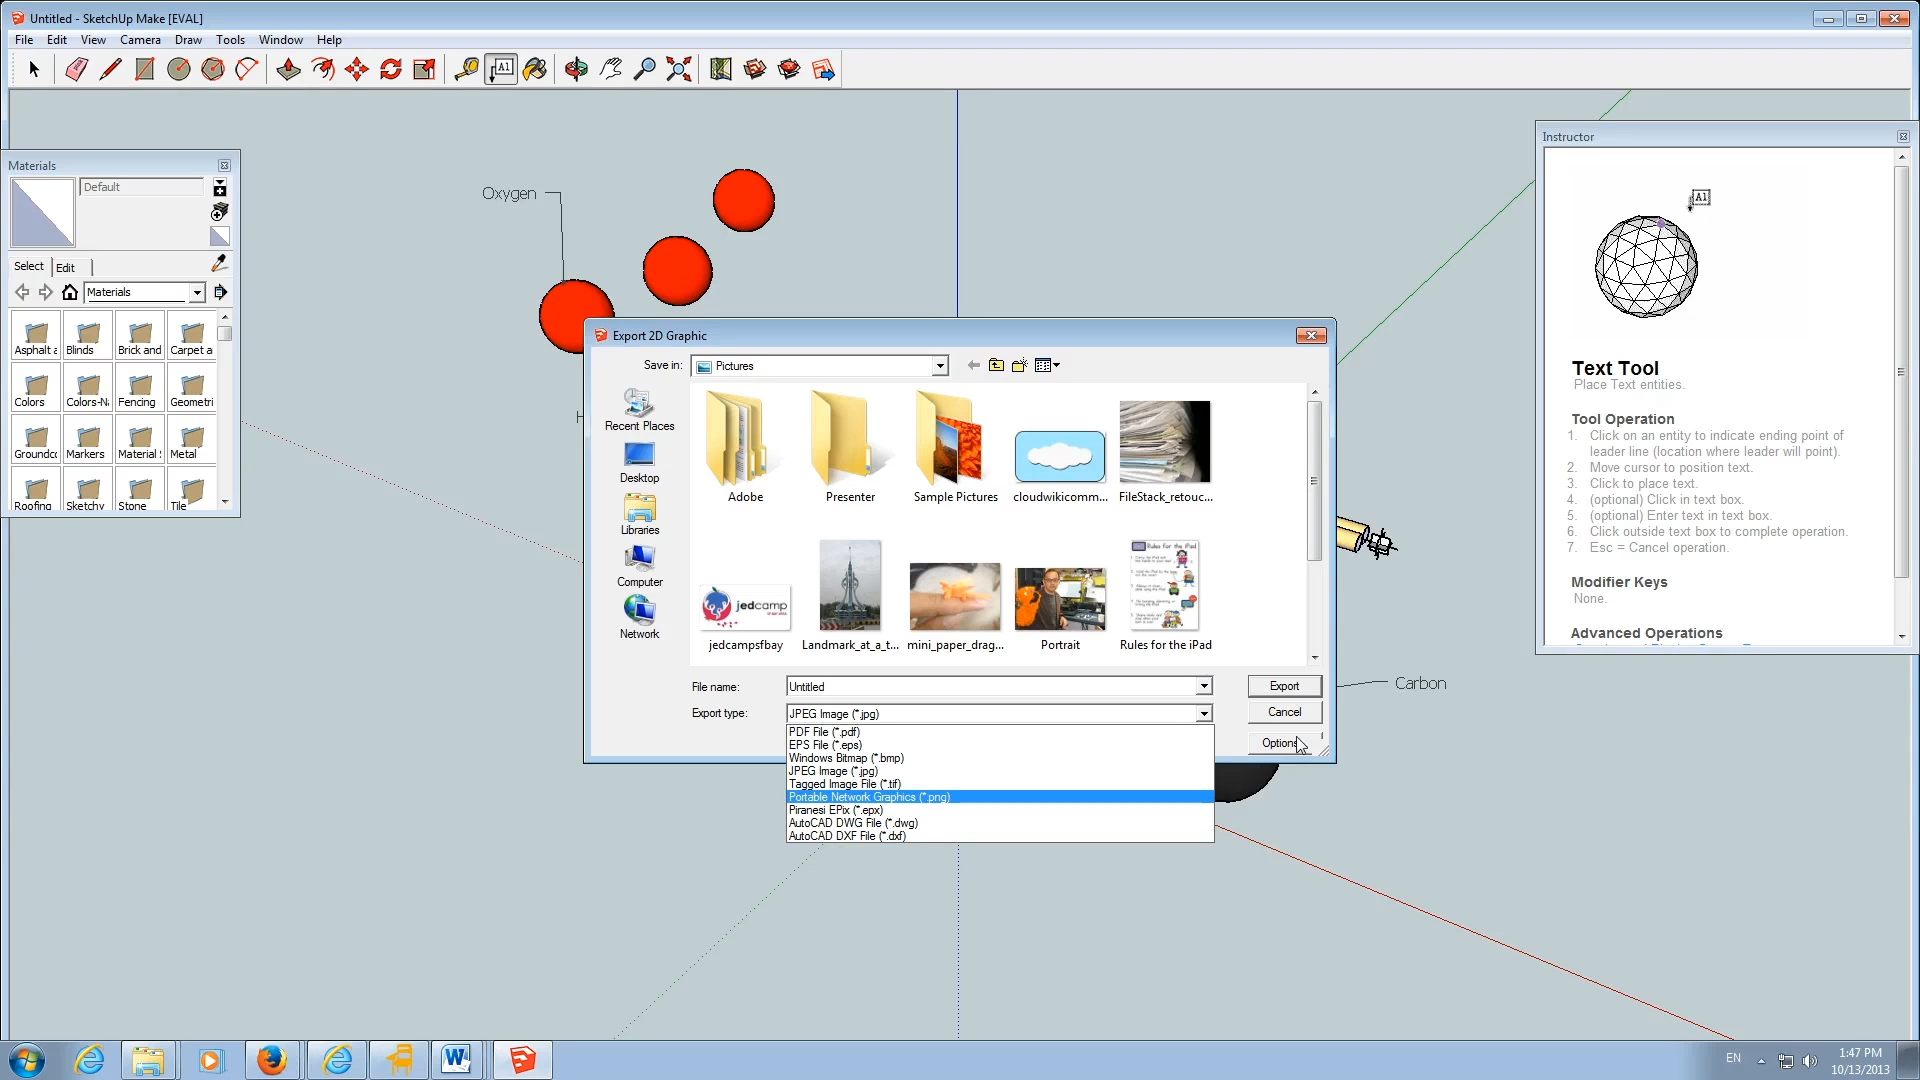 Untitled - SketchUp Make [EVAL]
File Edit View Camera Draw Tools Window Help
A1
Materials
Default
Select Edit
Materials
Asphalt a Blinds Brick and Carpet a
Colors Colors-Na Fencing Geometri
Groundco Markers Material Metal
Roofing Sketchy Stone Tile
Oxygen
H
Carbon
Export 2D Graphic
Save in: Pictures
Recent Places
Desktop
Libraries
Computer
Network
Adobe Presenter Sample Pictures cloudwikicomm... FileStack_retouc...
jedcamp
Rules for the iPad
jedcampsfbay Landmark_at_a_t... mini_paper_drag... Portrait Rules for the iPad
File name: Untitled Export
Export type: JPEG Image (*.jpg) Cancel
Options
PDF File (*.pdf)
EPS File (*.eps)
Windows Bitmap (*.bmp)
JPEG Image (*.jpg)
Tagged Image File (*.tif)
Portable Network Graphics (*.png)
Piranesi EPix (*.epx)
AutoCAD DWG File (*.dwg)
AutoCAD DXF File (*.dxf)
Instructor
A1
Text Tool
Place Text entities.
Tool Operation
1. Click on an entity to indicate ending point of
leader line (location where leader will point).
2. Move cursor to position text.
3. Click to place text.
4. (optional) Click in text box.
5. (optional) Enter text in text box.
6. Click outside text box to complete operation.
7. Esc = Cancel operation.
Modifier Keys
None.
Advanced Operations
EN
1:47 PM
10/13/2013